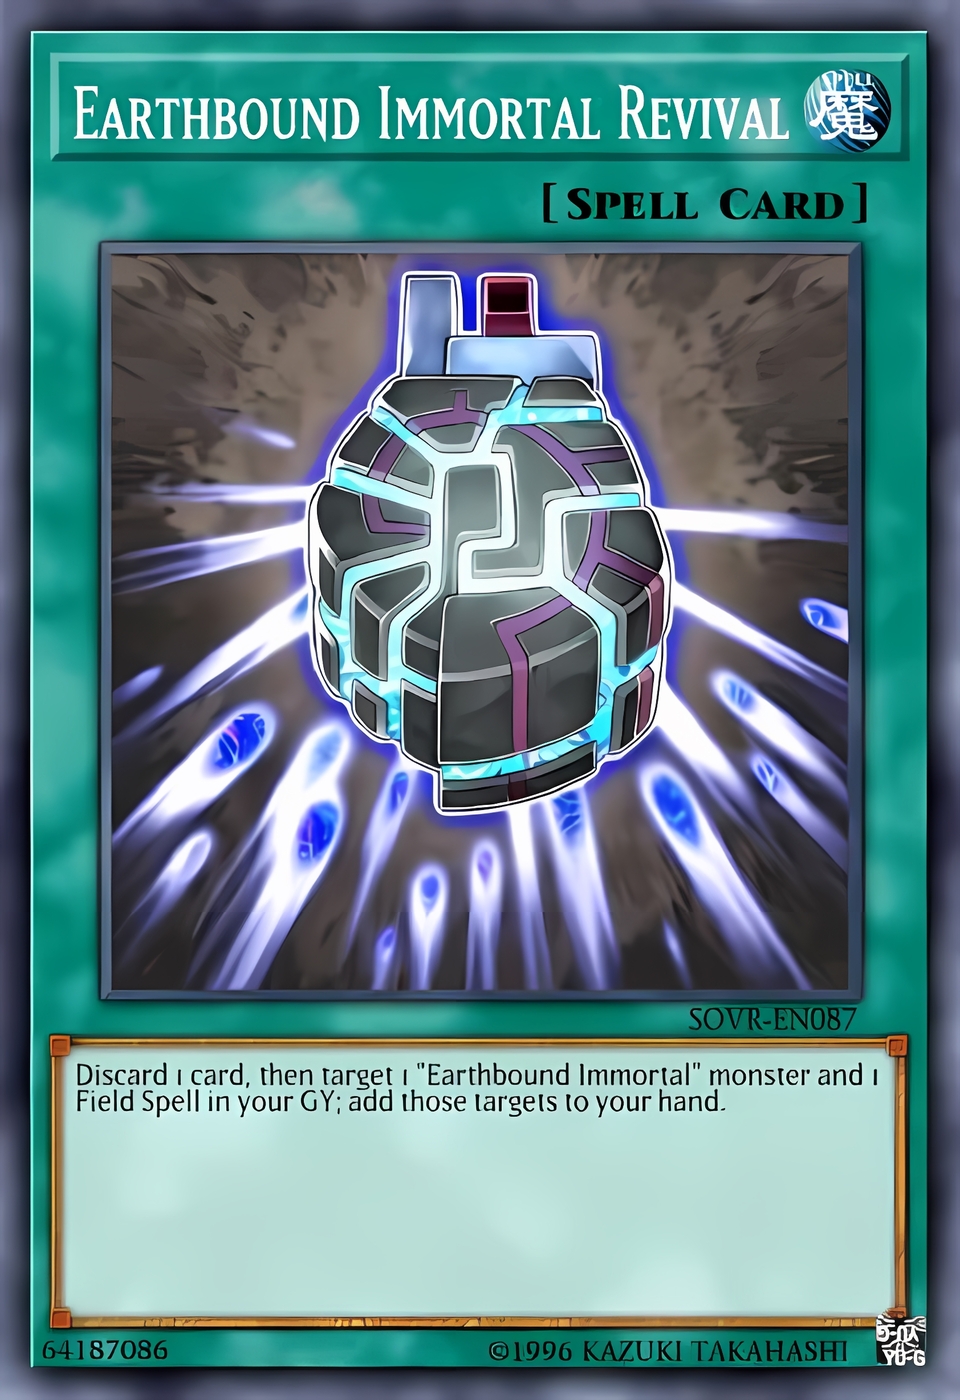 EARTHBOUND IMMORTAL REVIVAL 魔
[SPELL CARD]
SOVR-EN087
Discard 1 card, then target 1 "Earthbound Immortal" monster and 1
Field Spell in your GY; add those targets to your hand.
64187086 ©1996 KAZUKI TAKAHASHI